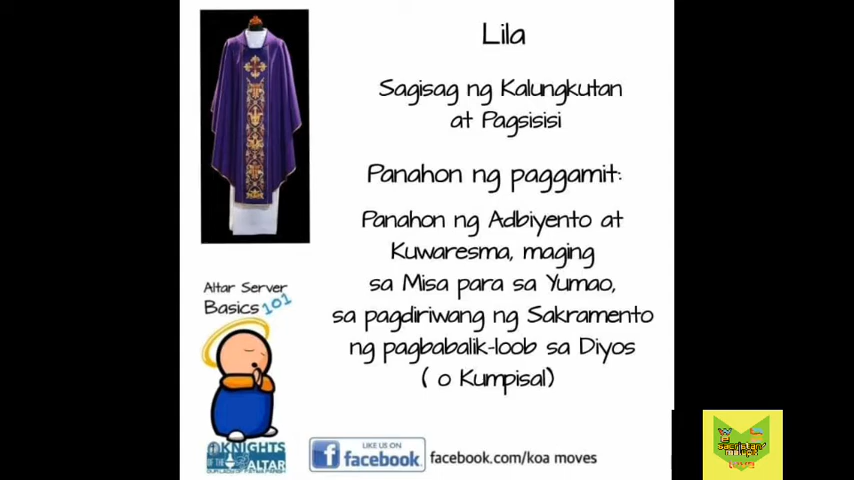 Lila
Sagisag ng Kalungkutan
at Pagsisisi
Panahon ng paggamit:
Panahon ng Adbiyento at
Kuwaresma, maging
sa Misa para sa Yumao,
sa pagdiriwang ng Sakramento
ng pagbabalik-loob sa Diyos
( o Kumpisal)
Altar Server
Basics 101
KNIGHTS
OF THE ALTAR
LIKE US ON
facebook.
facebook.com/koa moves